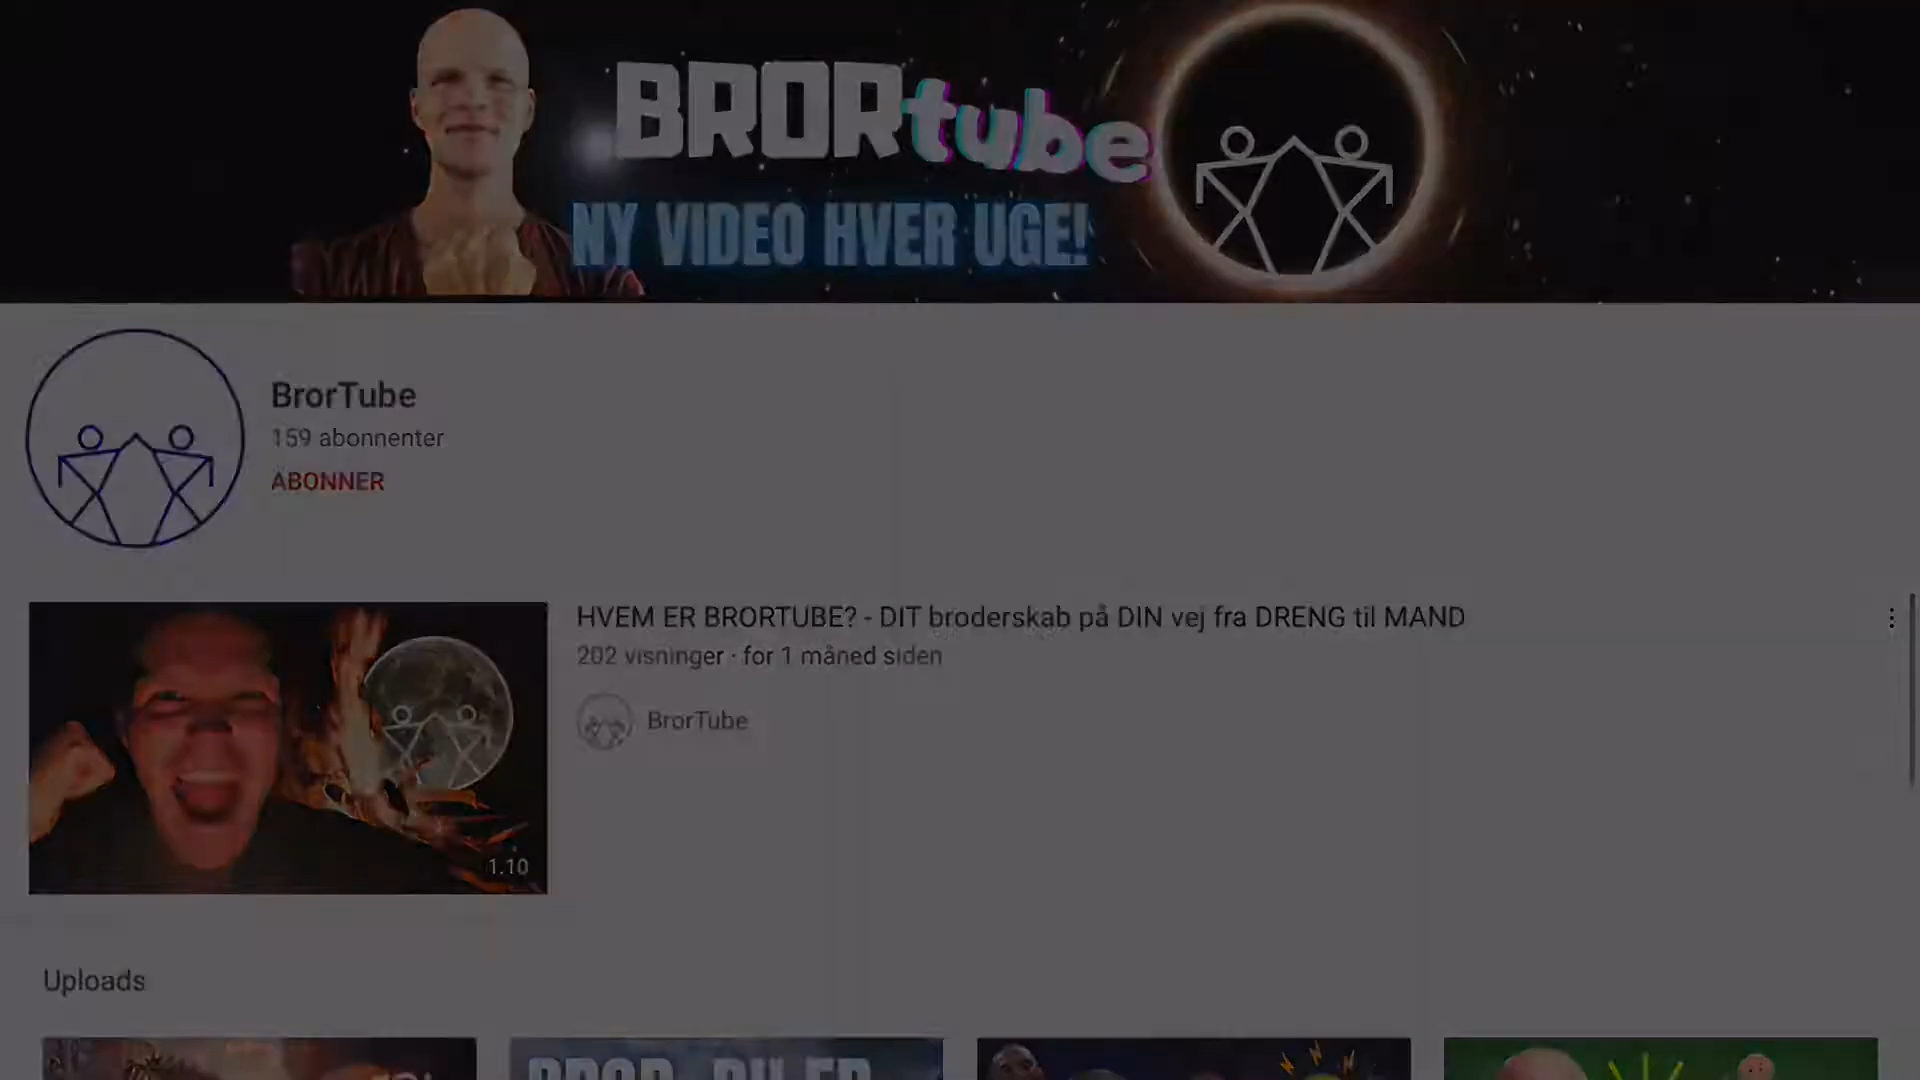 BRORtube
NY VIDEO HVER UGE!
BrorTube
159 abonnenter
ABONNER
HVEM ER BRORTUBE? - DIT broderskab på DIN vej fra DRENG til MAND
202 visninger · for 1 måned siden
BrorTube
1.10
Uploads